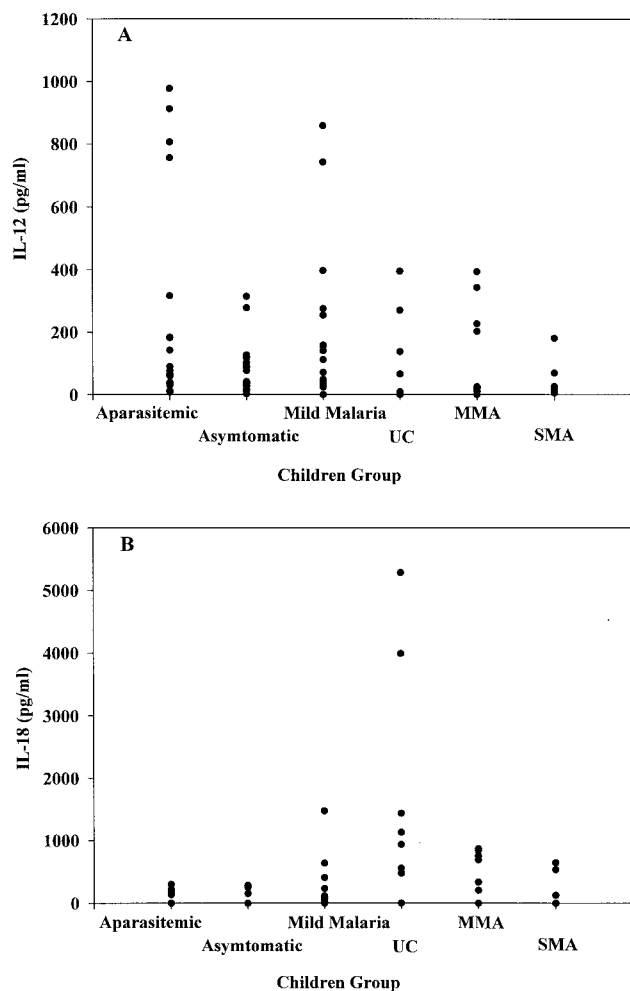 A
1200
1000
800
600
400
200
0
IL-12 (pg/ml)
Aparasitemic Mild Malaria MMA
Asymtomatic UC SMA
Children Group
B
6000
5000
4000
3000
2000
1000
0
IL-18 (pg/ml)
Aparasitemic Mild Malaria MMA
Asymtomatic UC SMA
Children Group